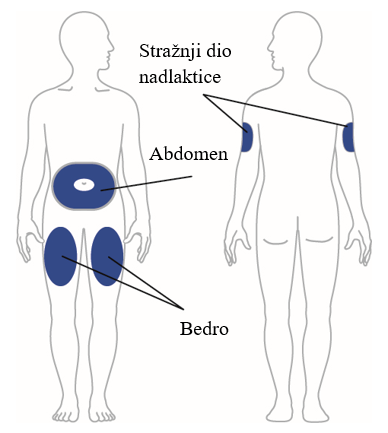 Stražnji dio
nadlaktice
Abdomen
Bedro